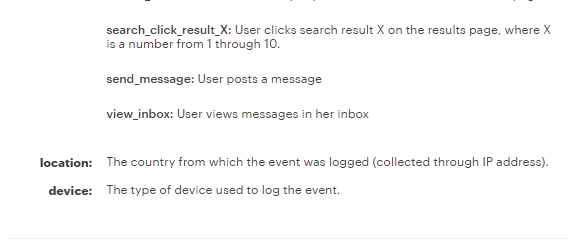 search_click_result_X: User clicks search result X on the results page, where X
is a number from 1 through 10.
send_message: User posts a message
view_inbox: User views messages in her inbox
location: The country from which the event was logged (collected through IP address).
device: The type of device used to log the event.